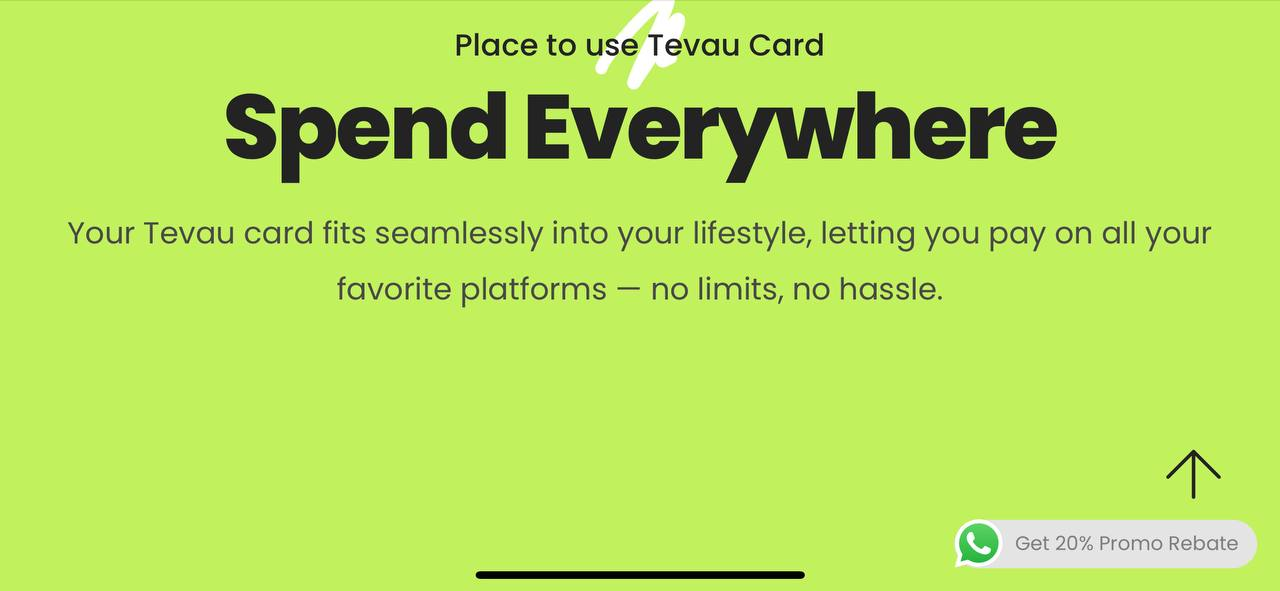 Place to use Tevau Card
Spend Everywhere
Your Tevau card fits seamlessly into your lifestyle, letting you pay on all your
favorite platforms — no limits, no hassle.
Get 20% Promo Rebate